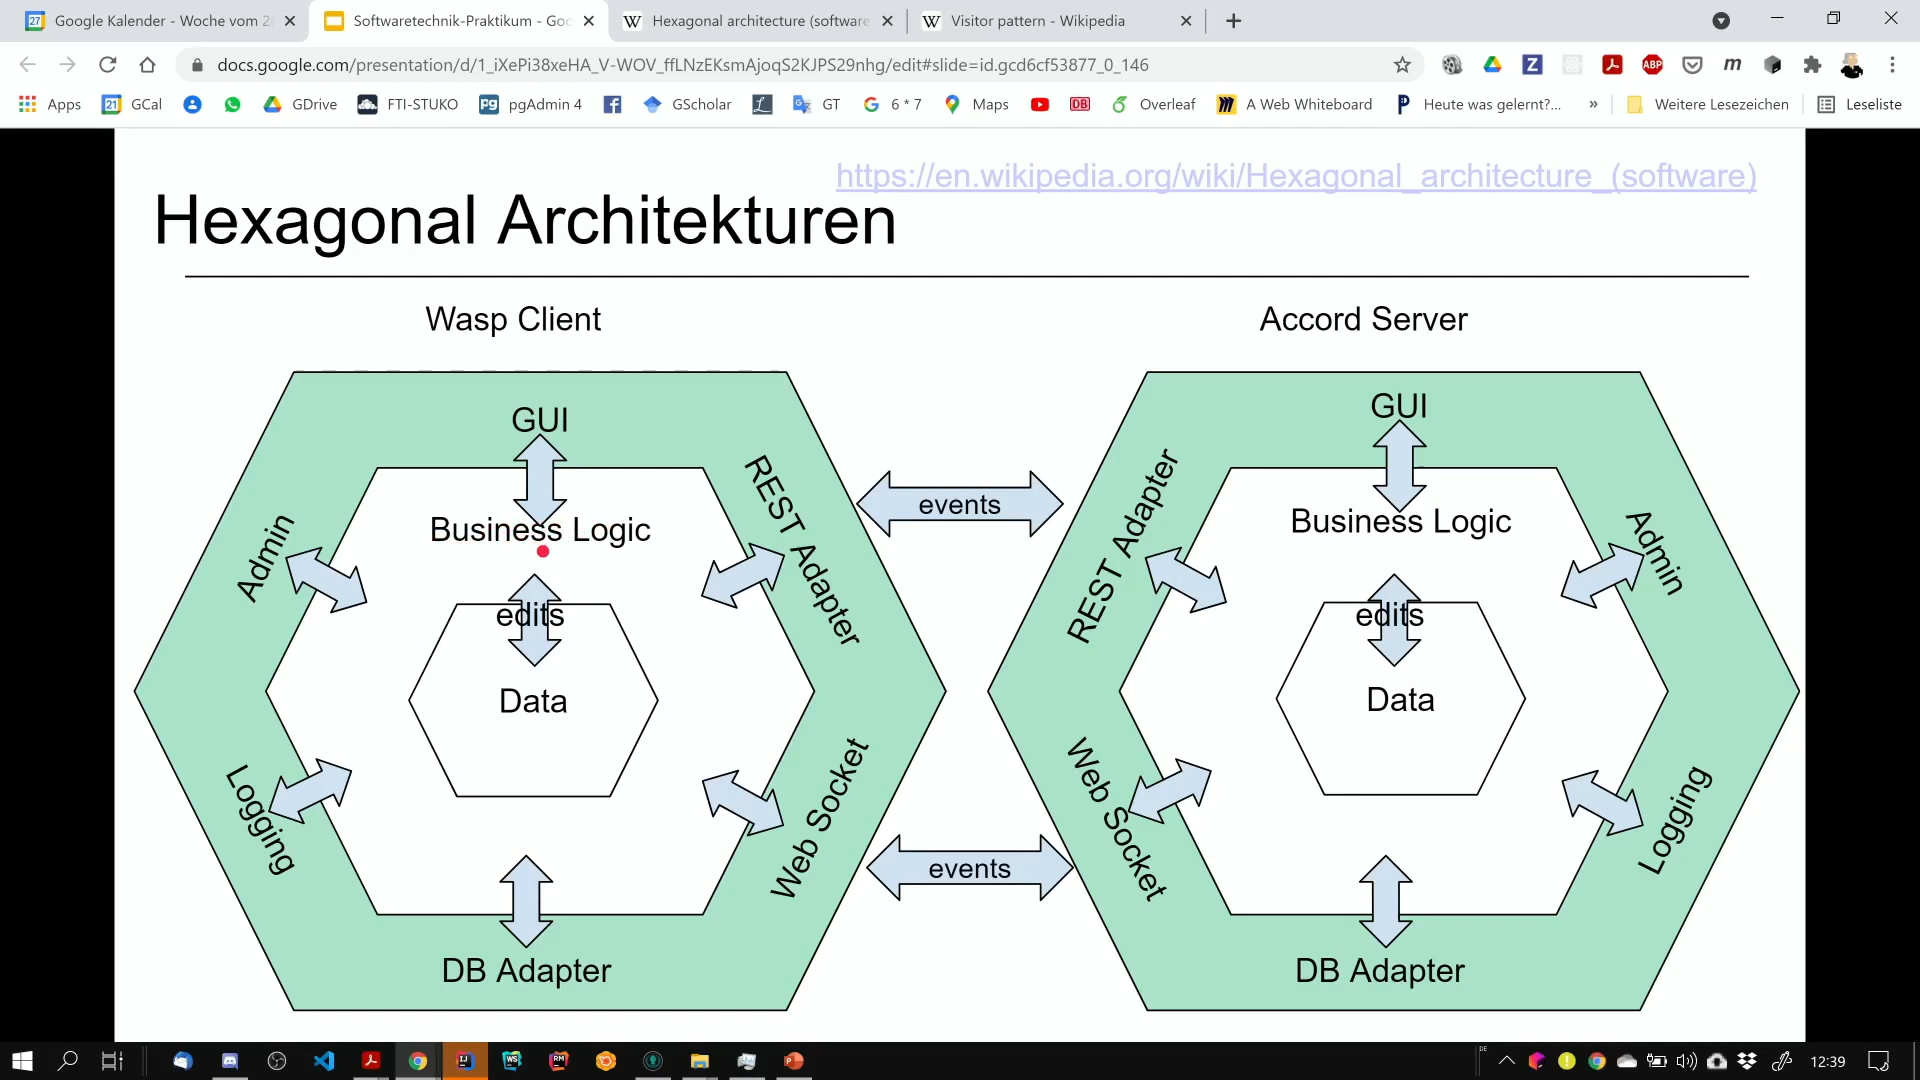 Google Kalender - Woche vom 2
Softwaretechnik-Praktikum - Goo
Hexagonal architecture (software
Visitor pattern - Wikipedia
docs.google.com/presentation/d/1_iXePi38xeHA_V-WOV_ffLNzEKsmAjoqS2KJPS29nhg/edit#slide=id.gcd6cf53877_0_146
Apps
GCal
GDrive
FTI-STUKO
pgAdmin 4
GScholar
GT
6 * 7
Maps
Overleaf
A Web Whiteboard
Heute was gelernt?...
»
Weitere Lesezeichen
Leseliste
https://en.wikipedia.org/wiki/Hexagonal_architecture_(software)
Hexagonal Architekturen
Wasp Client
Accord Server
GUI
Admin
REST Adapter
Business Logic
edits
Data
Logging
Web Socket
DB Adapter
events
events
GUI
REST Adapter
Admin
Business Logic
edits
Data
Web Socket
Logging
DB Adapter
DE
12:39